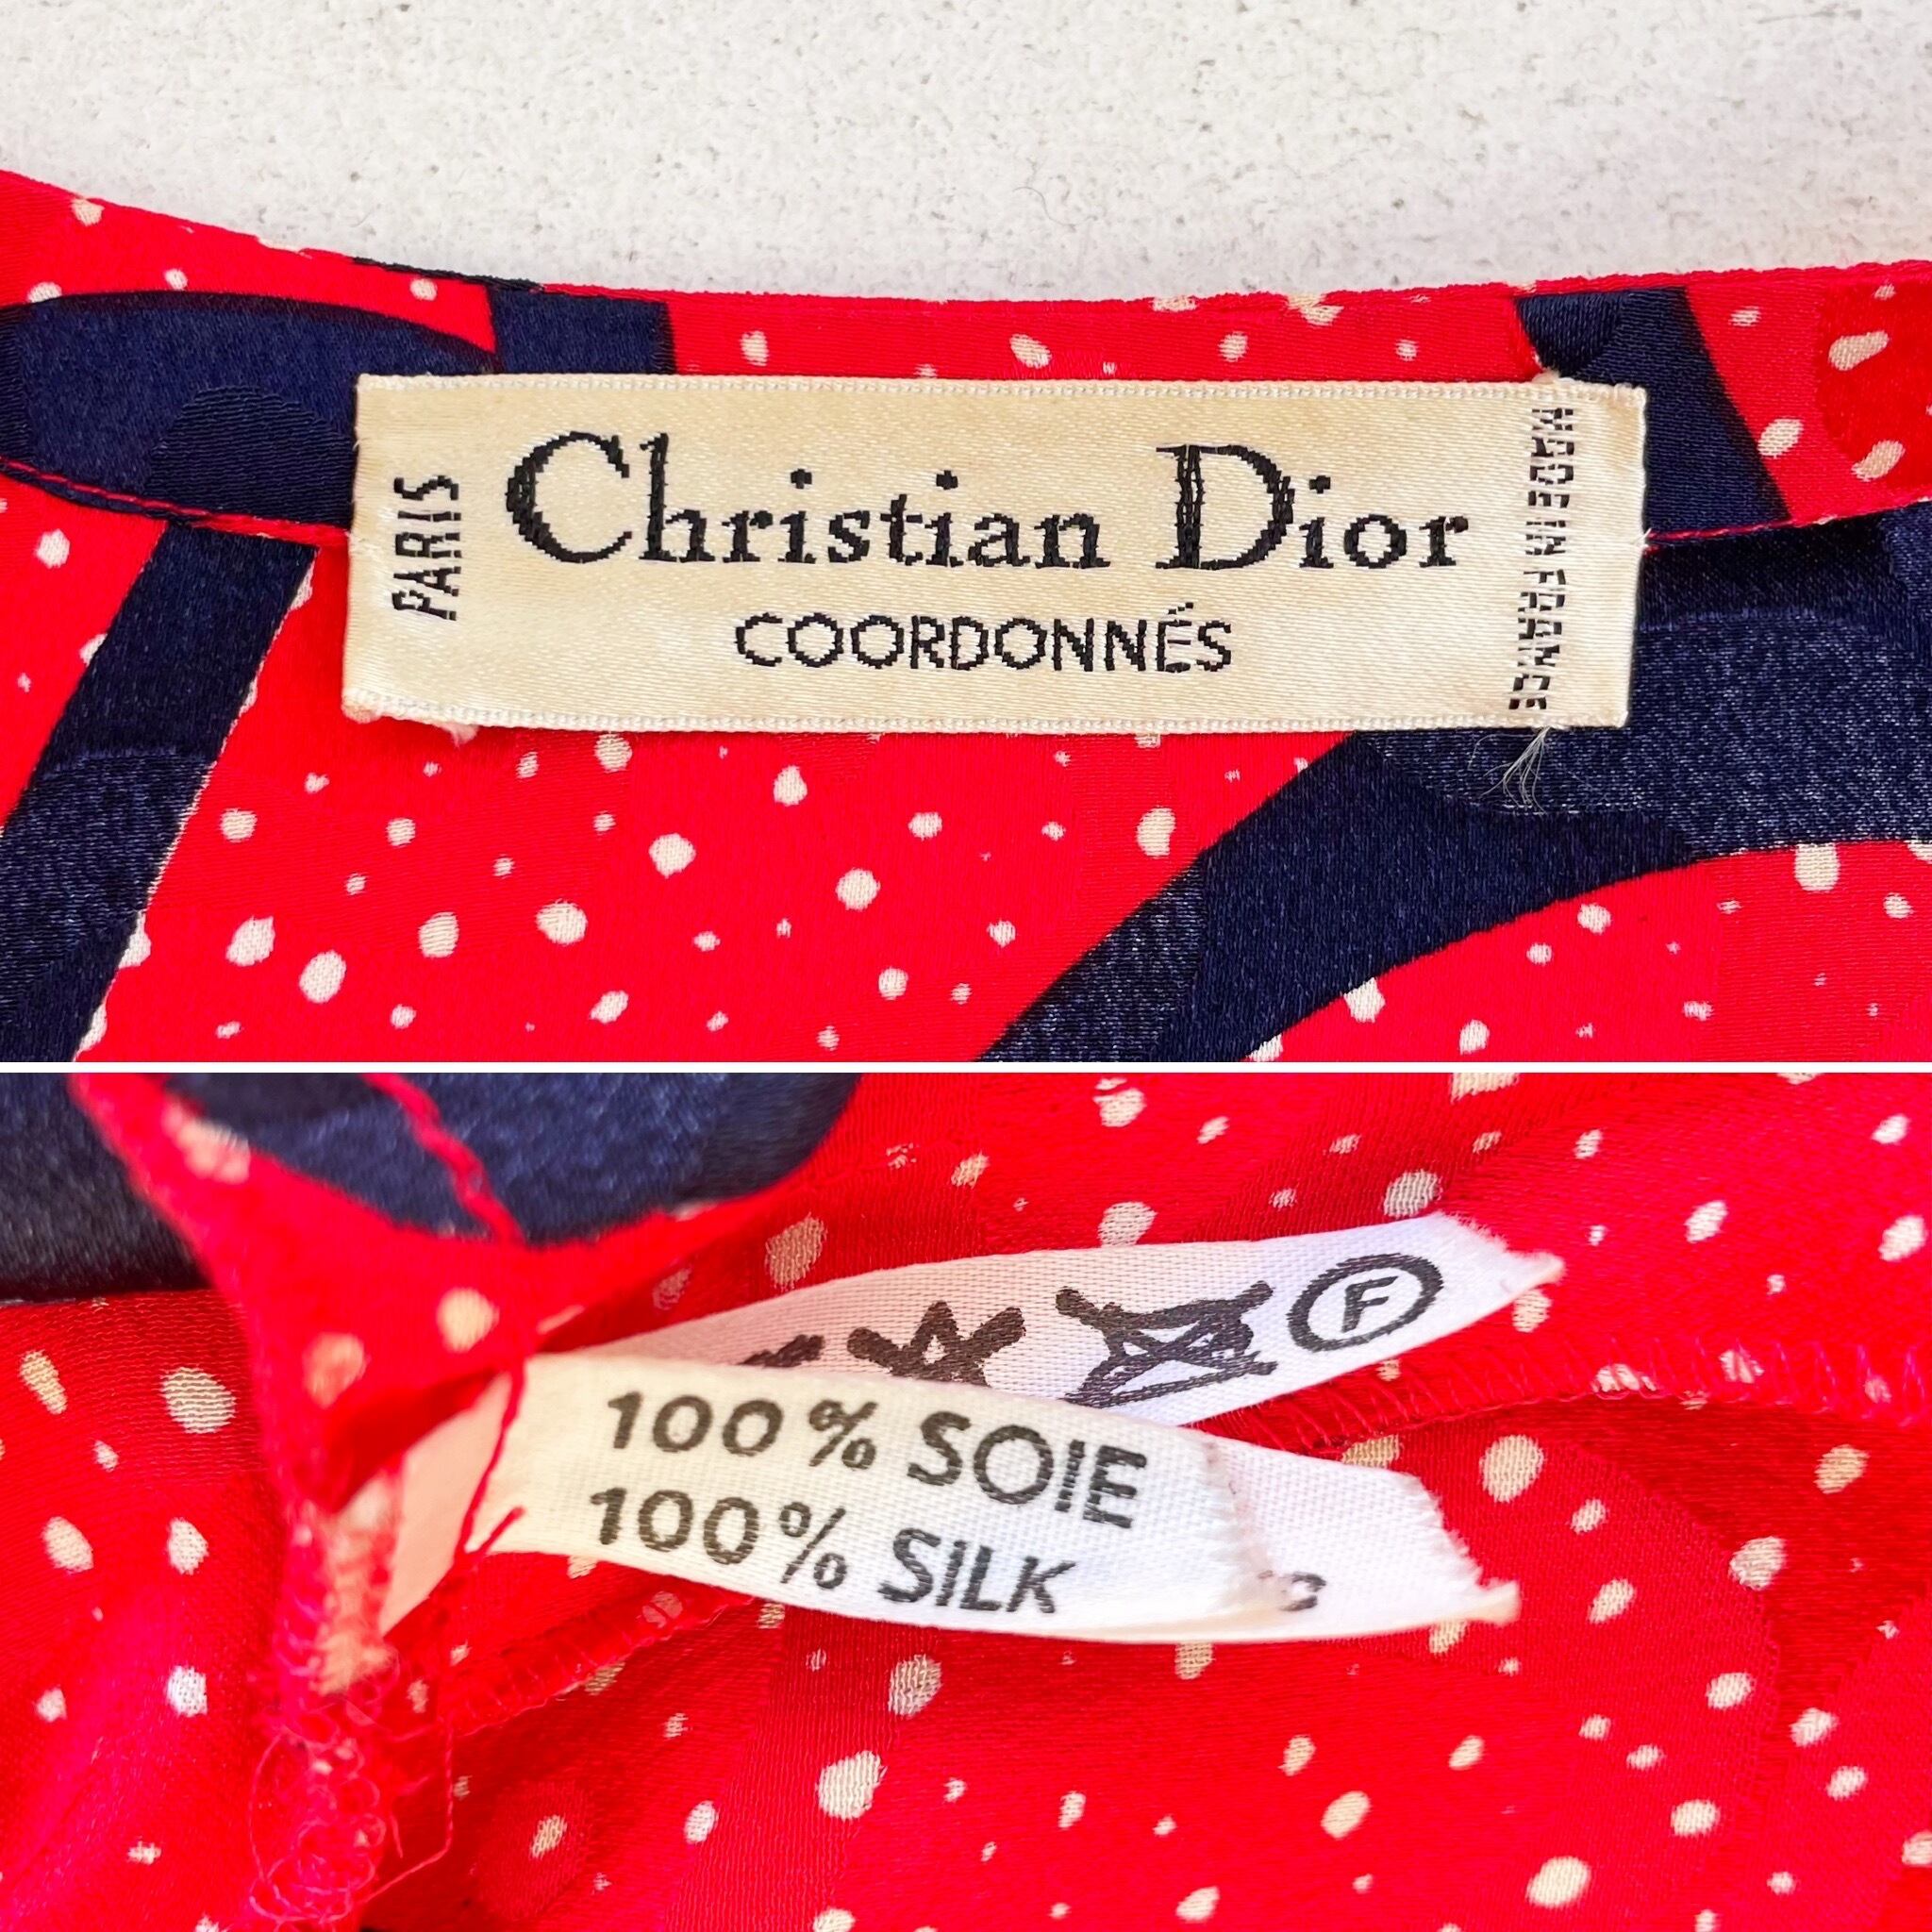 PARIS
Christian Dior
COORDONNÉS
MADE IN FRANCE
F
100% SOIE
100% SILK